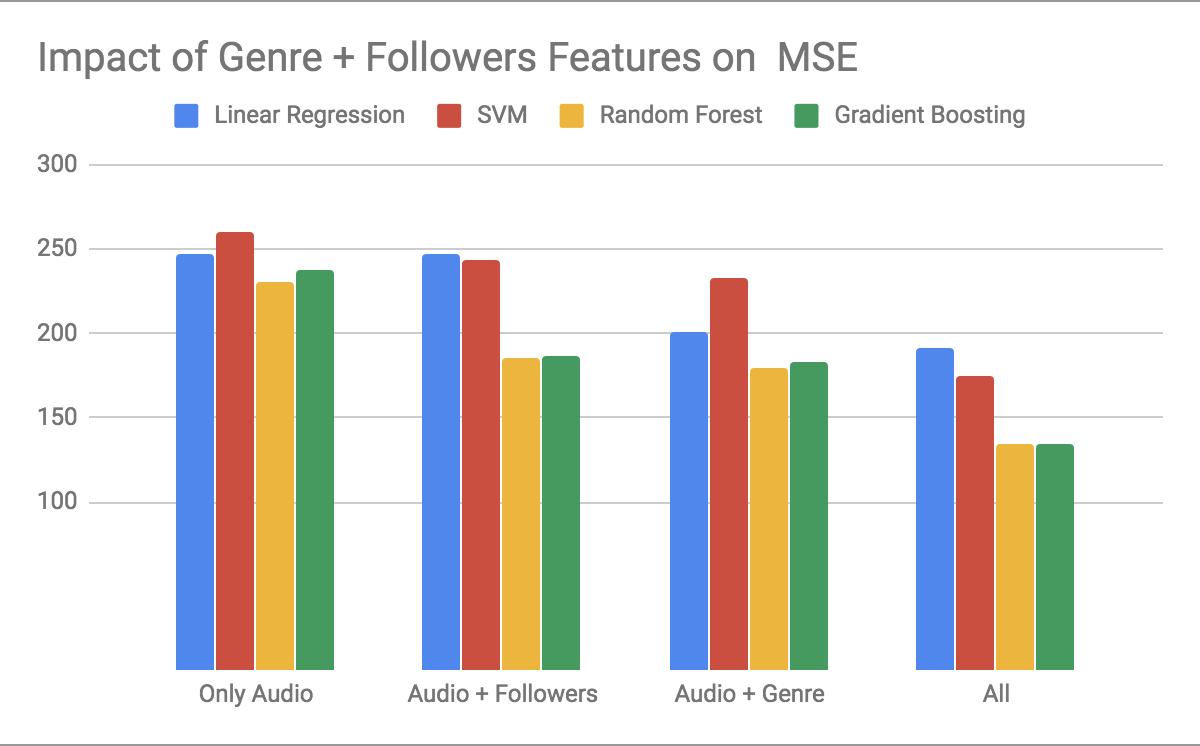 Impact of Genre + Followers Features on  MSE
Linear Regression SVM Random Forest Gradient Boosting
300
250
200
150
100
Only Audio Audio + Followers Audio + Genre All